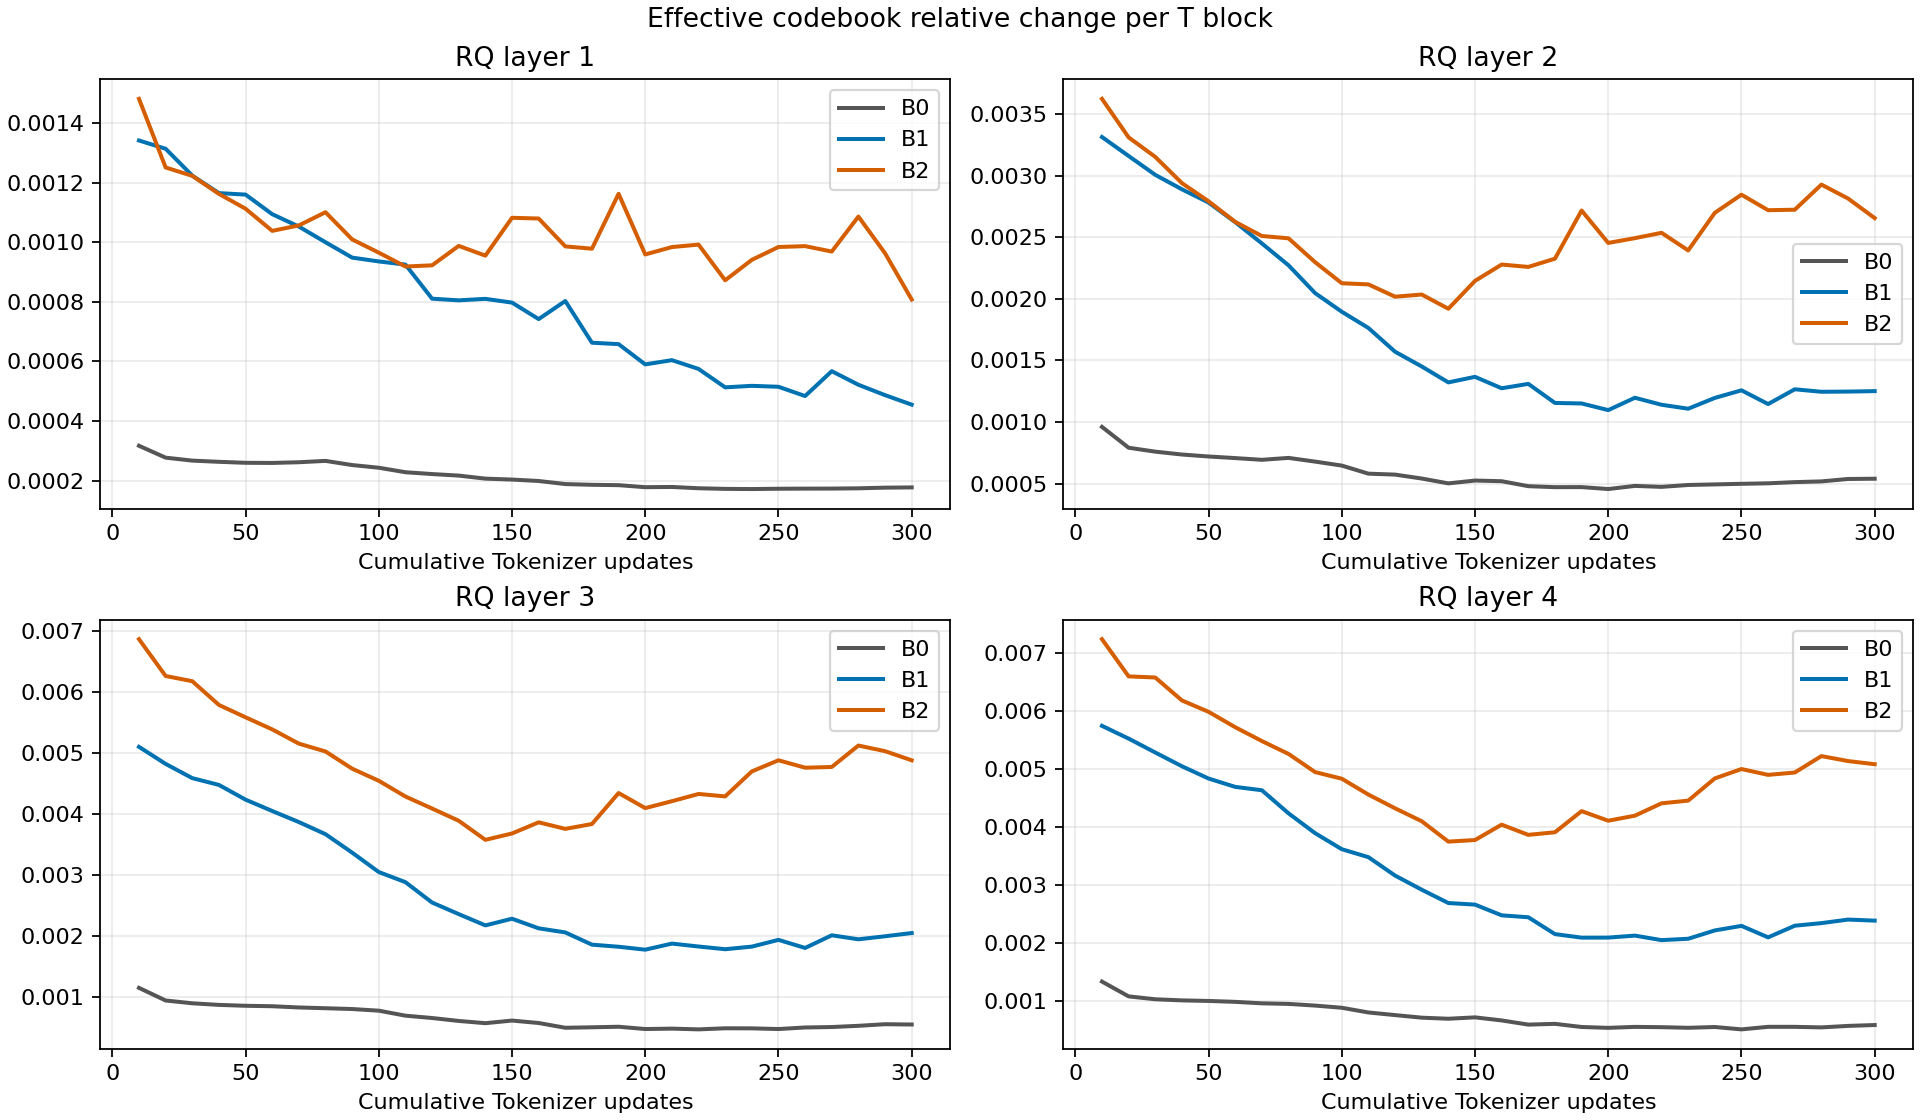 Effective codebook relative change per T block
RQ layer 1
0.0014
0.0012
0.0010
0.0008
0.0006
0.0004
0.0002
B0
B1
B2
0
50
100
150
200
250
300
Cumulative Tokenizer updates
RQ layer 2
0.0035
0.0030
0.0025
0.0020
0.0015
0.0010
0.0005
B0
B1
B2
0
50
100
150
200
250
300
Cumulative Tokenizer updates
RQ layer 3
0.007
0.006
0.005
0.004
0.003
0.002
0.001
B0
B1
B2
0
50
100
150
200
250
300
Cumulative Tokenizer updates
RQ layer 4
0.007
0.006
0.005
0.004
0.003
0.002
0.001
B0
B1
B2
0
50
100
150
200
250
300
Cumulative Tokenizer updates